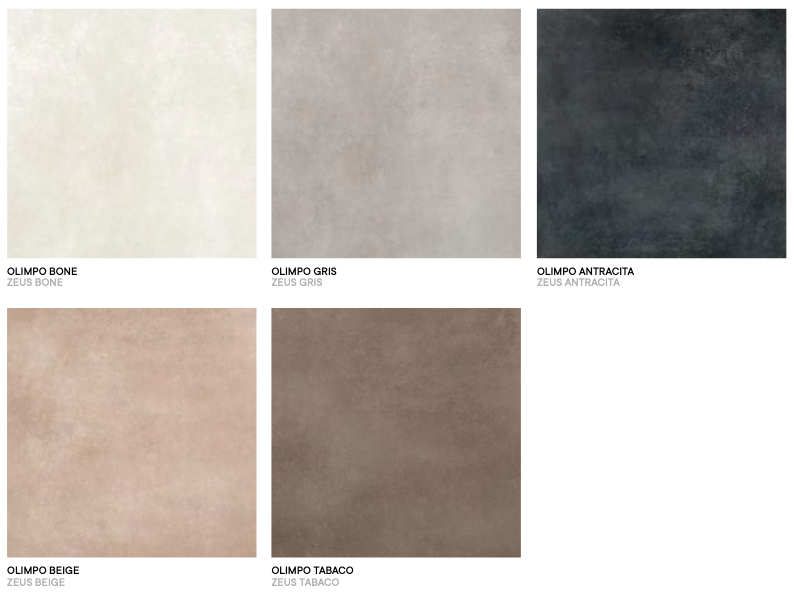 OLIMPO BONE
ZEUS BONE
OLIMPO GRIS
ZEUS GRIS
OLIMPO ANTRACITA
ZEUS ANTRACITA
OLIMPO BEIGE
ZEUS BEIGE
OLIMPO TABACO
ZEUS TABACO